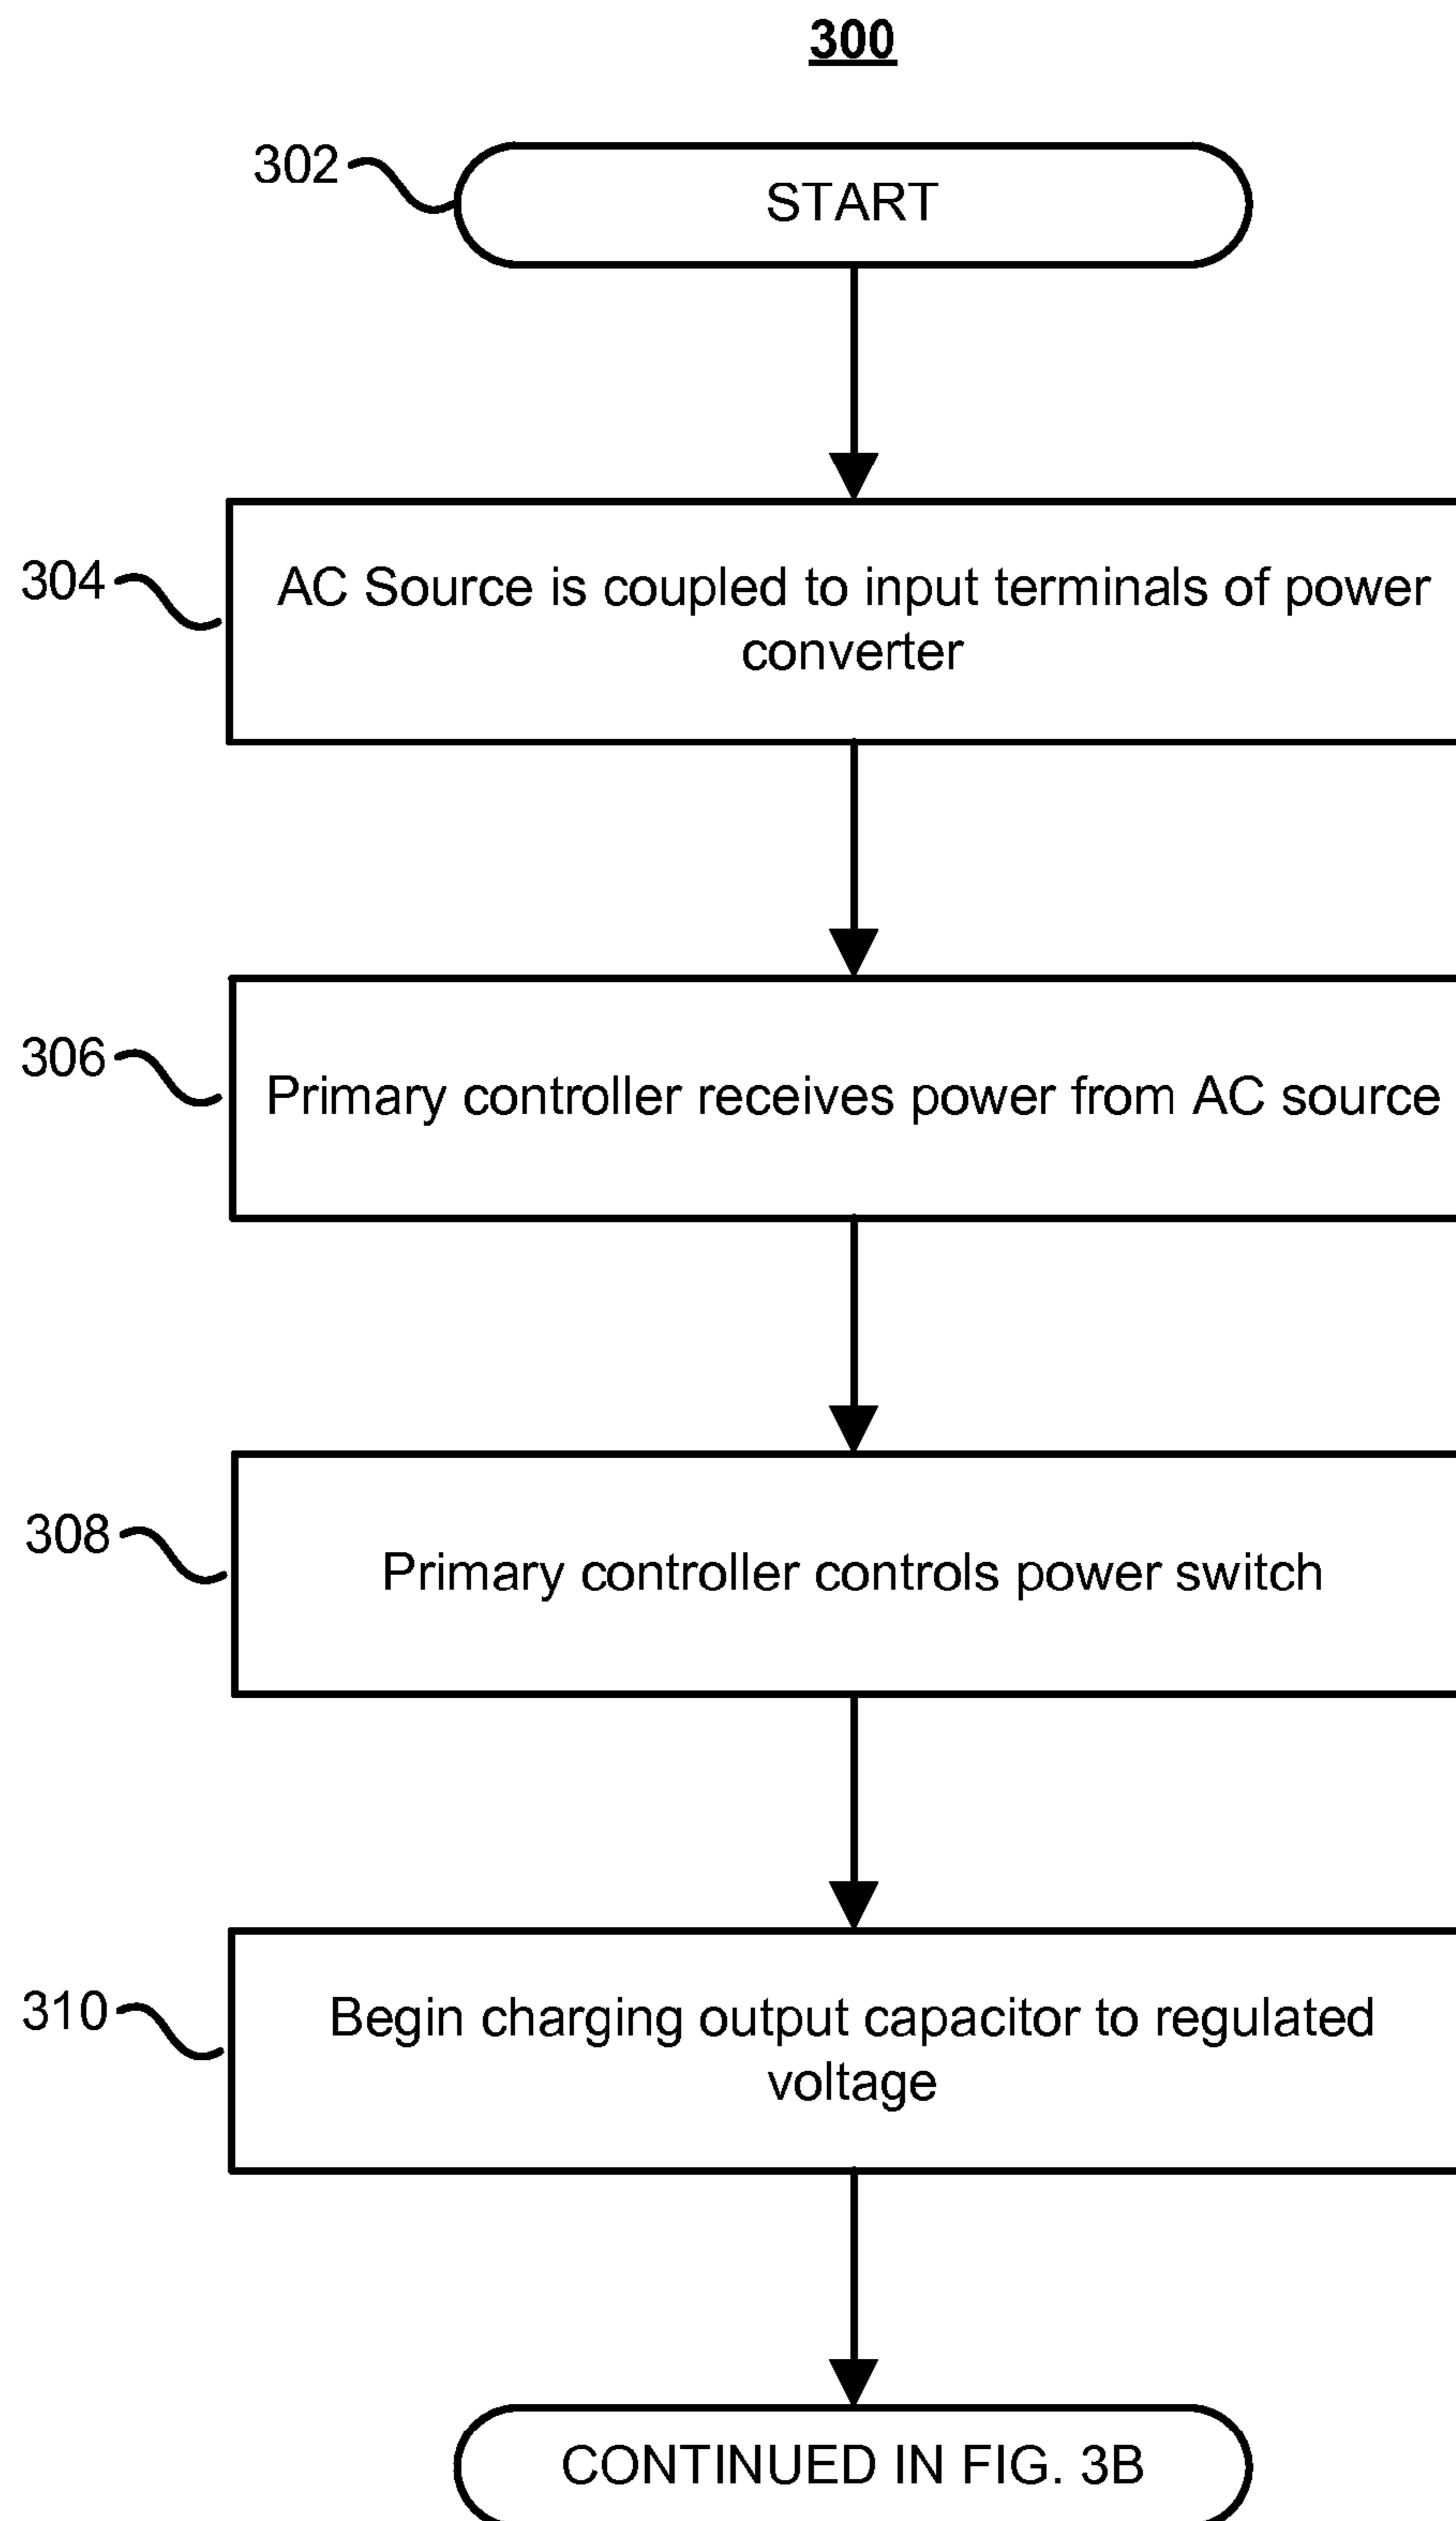 300
302
START
304
AC Source is coupled to input terminals of power
converter
306
Primary controller receives power from AC source
308
Primary controller controls power switch
310
Begin charging output capacitor to regulated
voltage
CONTINUED IN FIG. 3B